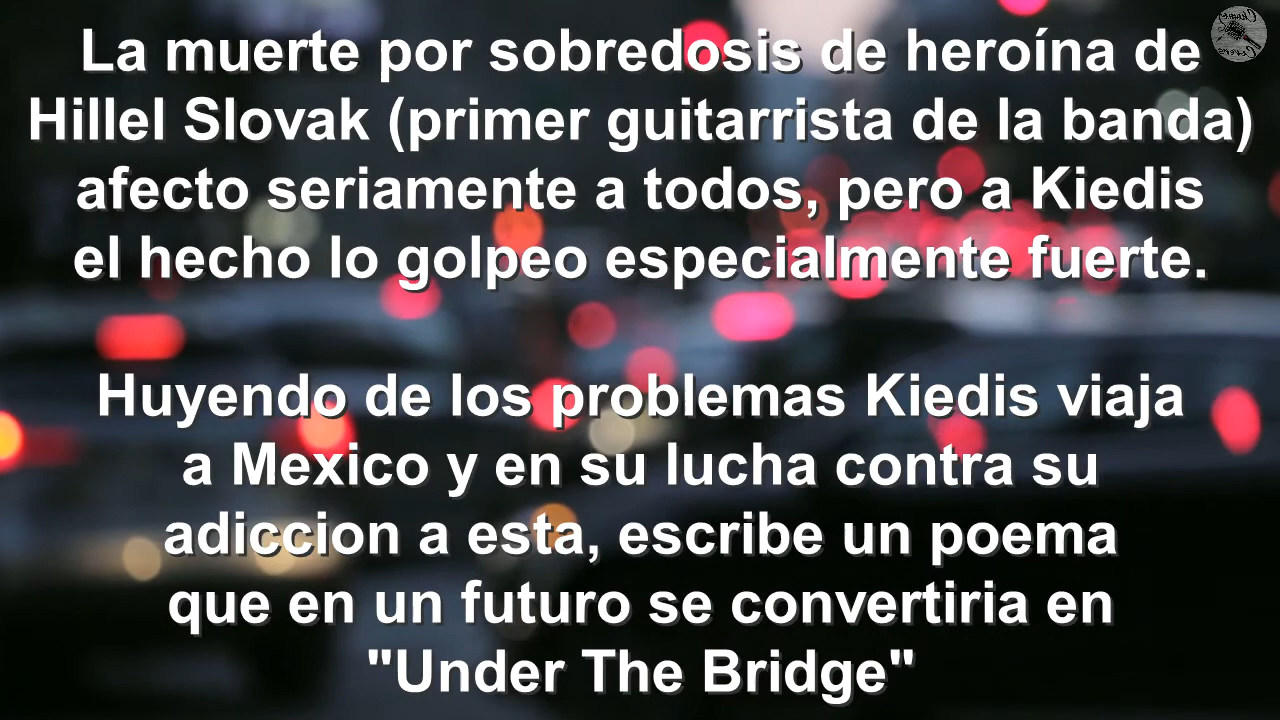 La muerte por sobredosis de heroína de
Hillel Slovak (primer guitarrista de la banda)
afecto seriamente a todos, pero a Kiedis
el hecho lo golpeo especialmente fuerte.
Huyendo de los problemas Kiedis viaja
a Mexico y en su lucha contra su
adiccion a esta, escribe un poema
que en un futuro se convertiria en
"Under The Bridge"